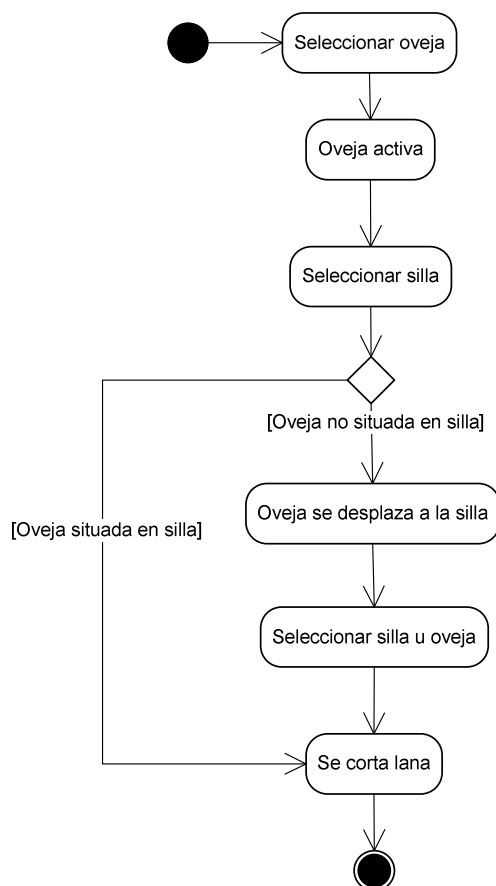 Seleccionar oveja
Oveja activa
Seleccionar silla
[Oveja no situada en silla]
Oveja se desplaza a la silla
[Oveja situada en silla]
Seleccionar silla u oveja
Se corta lana